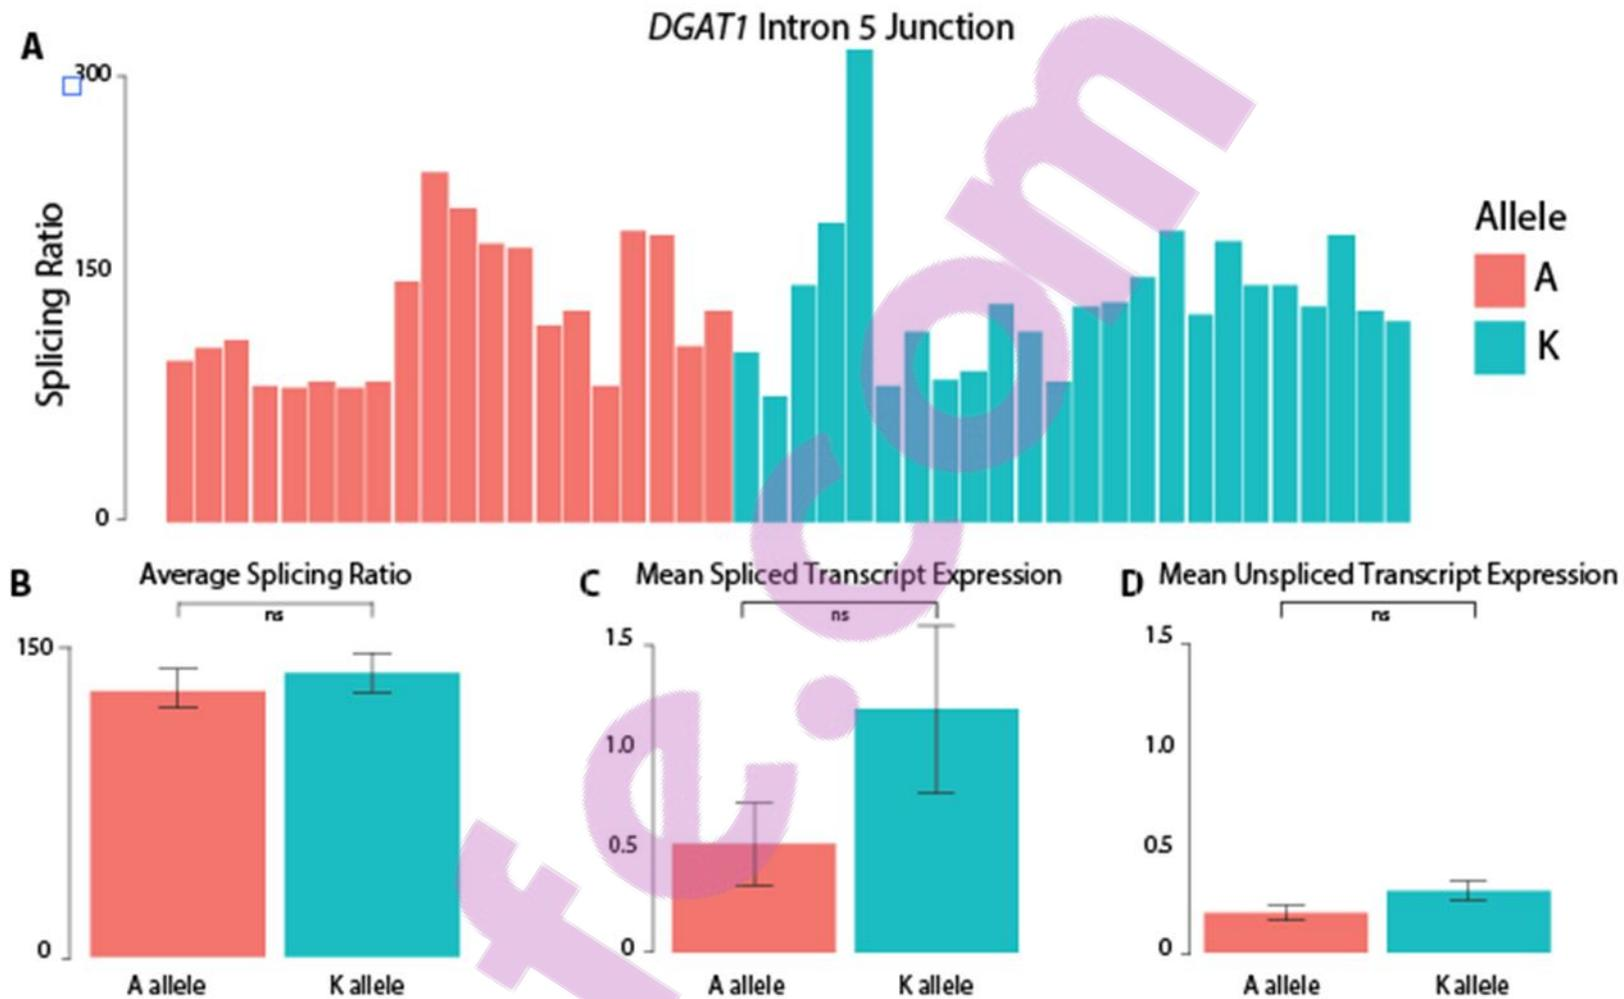 DGAT1 Intron 5 Junction
A
300
150
0
Splicing Ratio
Allele
A
K
B
Average Splicing Ratio
ns
150
0
A allele
K allele
C
Mean Spliced Transcript Expression
ns
1.5
1.0
0.5
0
A allele
K allele
D
Mean Unspliced Transcript Expression
ns
1.5
1.0
0.5
0
A allele
K allele
fe.com